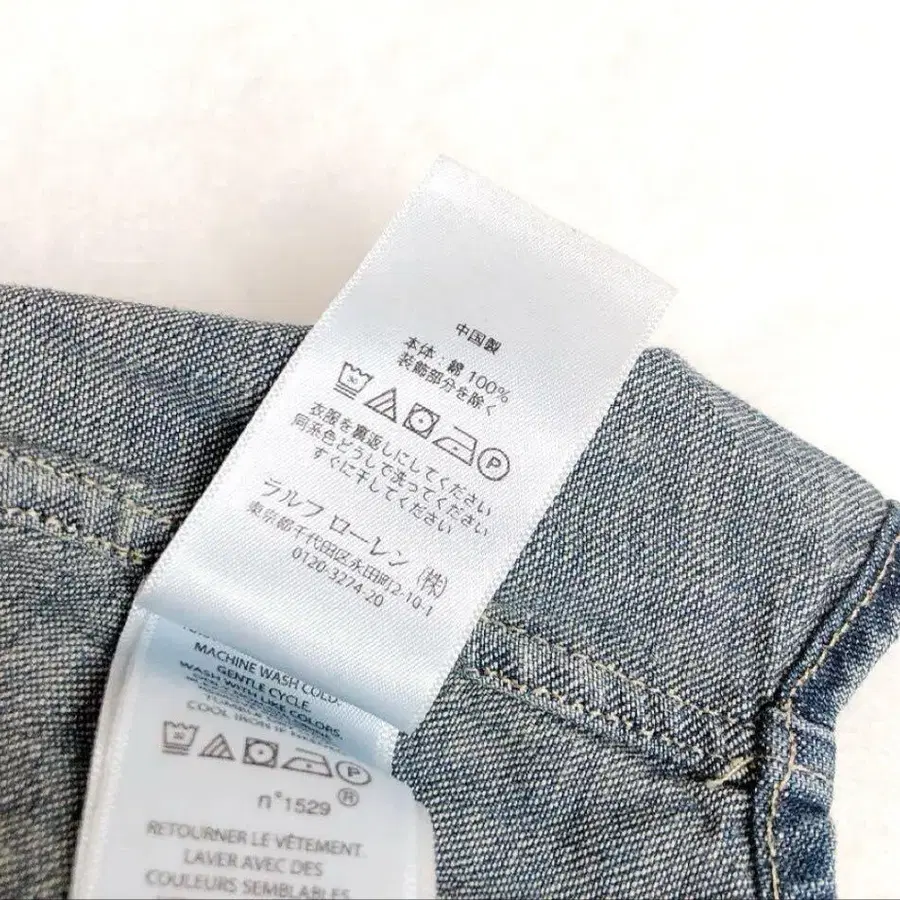 中国製
本体:綿 100%
装飾部分を除く
30
P
衣服を裏返しにしてください
同系色どうしで洗ってください
すぐに干してください
ラルフ ローレン (株)
東京都千代田区永田町2-10-1
0120-3274-20
MACHINE WASH COLD.
GENTLE CYCLE.
WASH WITH LIKE COLORS.
COOL IRON IF
P
n°1529 ®
RETOURNER LE VÊTEMENT
LAVER AVEC DES
COULEURS SEMBLABLES